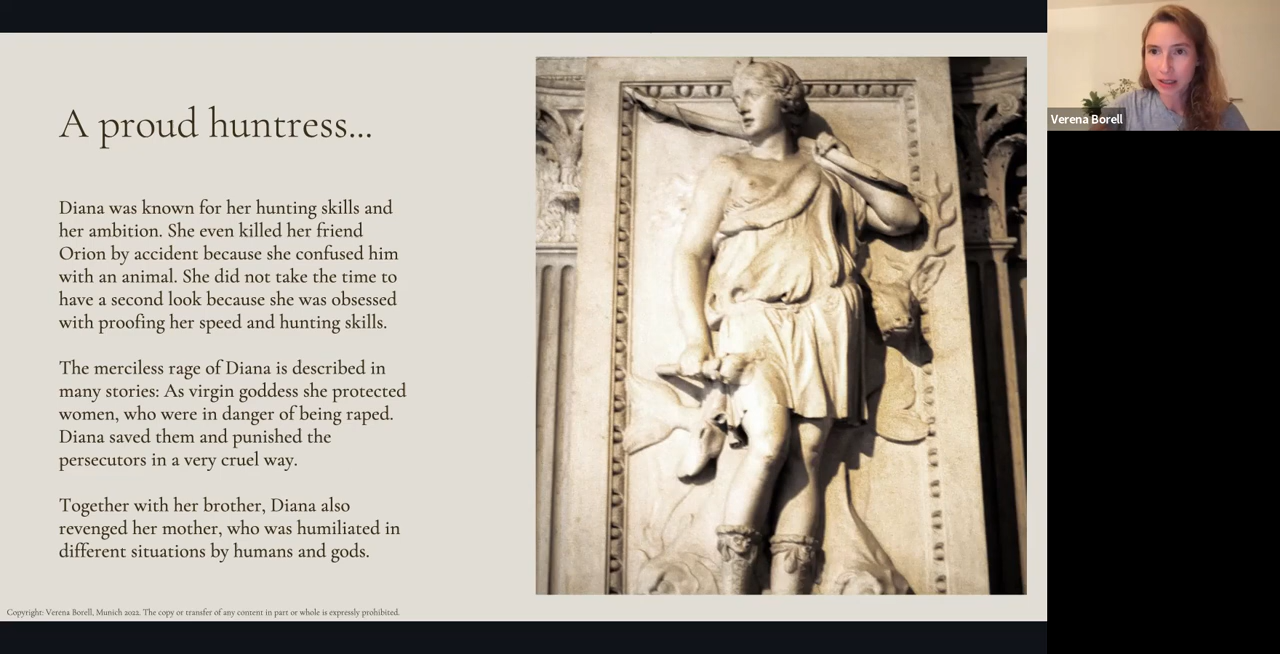 A proud huntress...
Diana was known for her hunting skills and
her ambition. She even killed her friend
Orion by accident because she confused him
with an animal. She did not take the time to
have a second look because she was obsessed
with proofing her speed and hunting skills.
The merciless rage of Diana is described in
many stories: As virgin goddess she protected
women, who were in danger of being raped.
Diana saved them and punished the
persecutors in a very cruel way.
Together with her brother, Diana also
revenged her mother, who was humiliated in
different situations by humans and gods.
Copyright: Verena Borell, Munich 2022. The copy or transfer of any content in part or whole is expressly prohibited.
Verena Borell